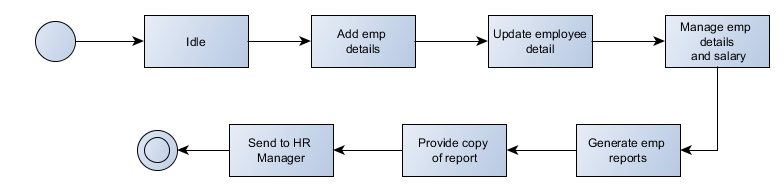 Idle
Add emp
details
Update employee
detail
Manage emp
details
and salary
Generate emp
reports
Provide copy
of report
Send to HR
Manager